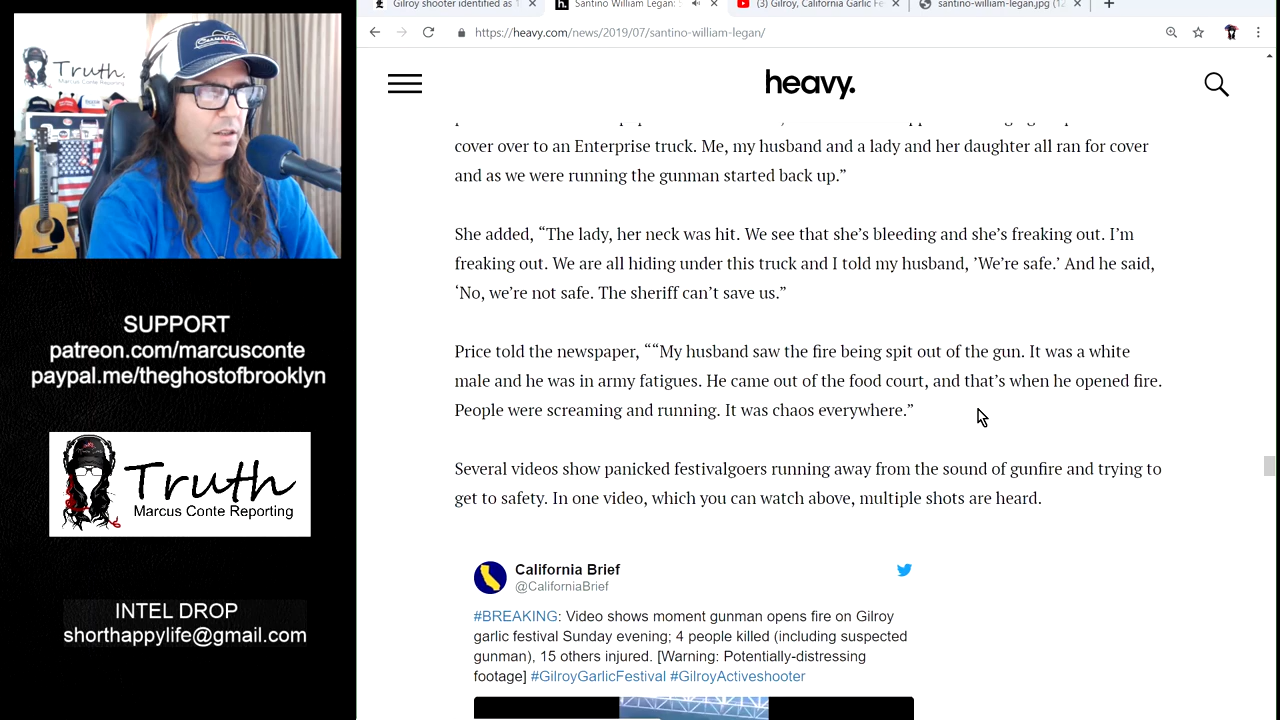 Gilroy shooter identified as
Santino William Legan:
(3) Gilroy, California Garlic Fe
santino-william-legan.jpg (12
https://heavy.com/news/2019/07/santino-william-legan/
heavy.
cover over to an Enterprise truck. Me, my husband and a lady and her daughter all ran for cover
and as we were running the gunman started back up.”
She added, “The lady, her neck was hit. We see that she’s bleeding and she’s freaking out. I’m
freaking out. We are all hiding under this truck and I told my husband, ’We’re safe.’ And he said,
‘No, we’re not safe. The sheriff can’t save us.”
Price told the newspaper, ““My husband saw the fire being spit out of the gun. It was a white
male and he was in army fatigues. He came out of the food court, and that’s when he opened fire.
People were screaming and running. It was chaos everywhere.”
Several videos show panicked festivalgoers running away from the sound of gunfire and trying to
get to safety. In one video, which you can watch above, multiple shots are heard.
California Brief
@CaliforniaBrief
#BREAKING: Video shows moment gunman opens fire on Gilroy
garlic festival Sunday evening; 4 people killed (including suspected
gunman), 15 others injured. [Warning: Potentially-distressing
footage] #GilroyGarlicFestival #GilroyActiveshooter
Truth.
Marcus Conte Reporting
SUPPORT
patreon.com/marcusconte
paypal.me/theghostofbrooklyn
Truth
Marcus Conte Reporting
INTEL DROP
shorthappylife@gmail.com